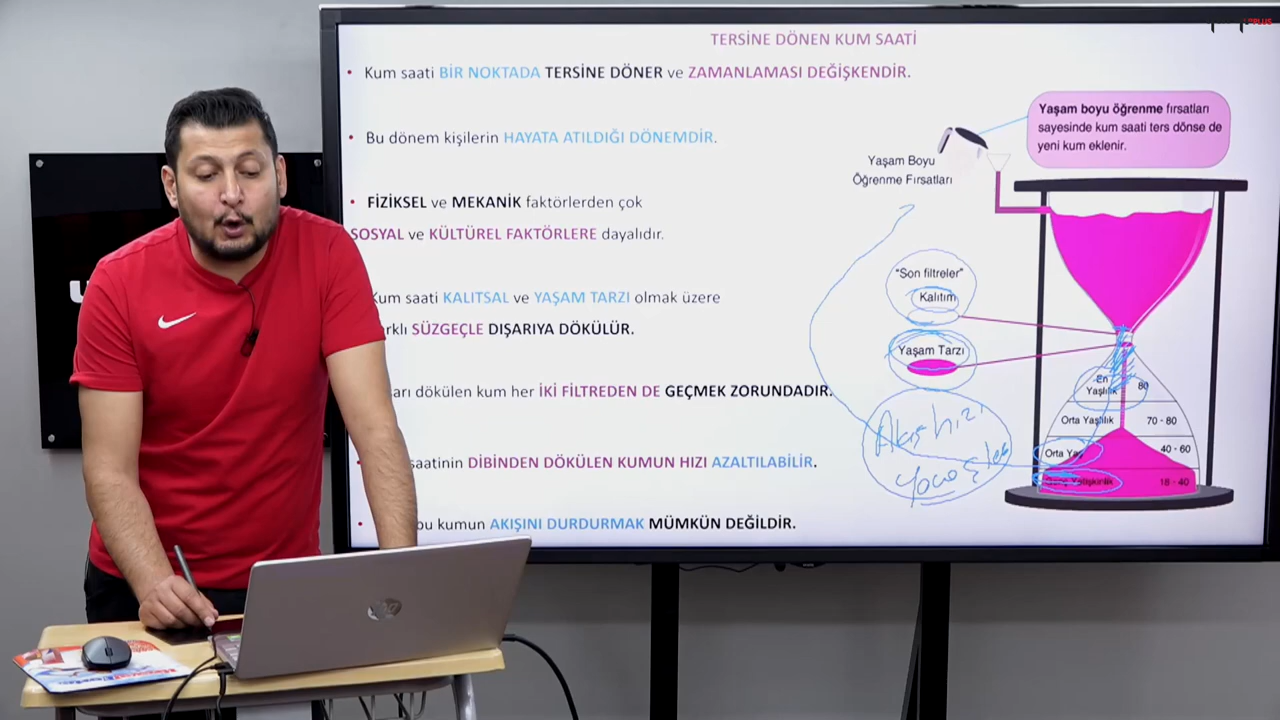 TERSİNE DÖNEN KUM SAATİ
• Kum saati BİR NOKTADA TERSİNE DÖNER ve ZAMANLAMASI DEĞİŞKENDİR.
• Bu dönem kişilerin HAYATA ATILDIĞI DÖNEMDİR.
• FİZİKSEL ve MEKANİK faktörlerden çok
SOSYAL ve KÜLTÜREL FAKTÖRLERE dayalıdır.
Kum saati KALITSAL ve YAŞAM TARZI olmak üzere
SÜZGEÇLE DIŞARIYA DÖKÜLÜR.
dökülen kum her İKİ FİLTREDEN DE GEÇMEK ZORUNDADIR.
DİBİNDEN DÖKÜLEN KUMUN HIZI AZALTILABİLİR.
• bu kumun AKIŞINI DURDURMAK MÜMKÜN DEĞİLDİR.
Yaşam boyu öğrenme fırsatları
sayesinde kum saati ters dönse de
yeni kum eklenir.
Yaşam Boyu
Öğrenme Fırsatları
"Son filtreler"
Kalıtım
Yaşam Tarzı
En
Yaşlılık 80
Orta Yaşlılık 70 - 80
Orta Yaş 40 - 60
Yetişkinlik 18 - 40
Akış hızı
PLUS